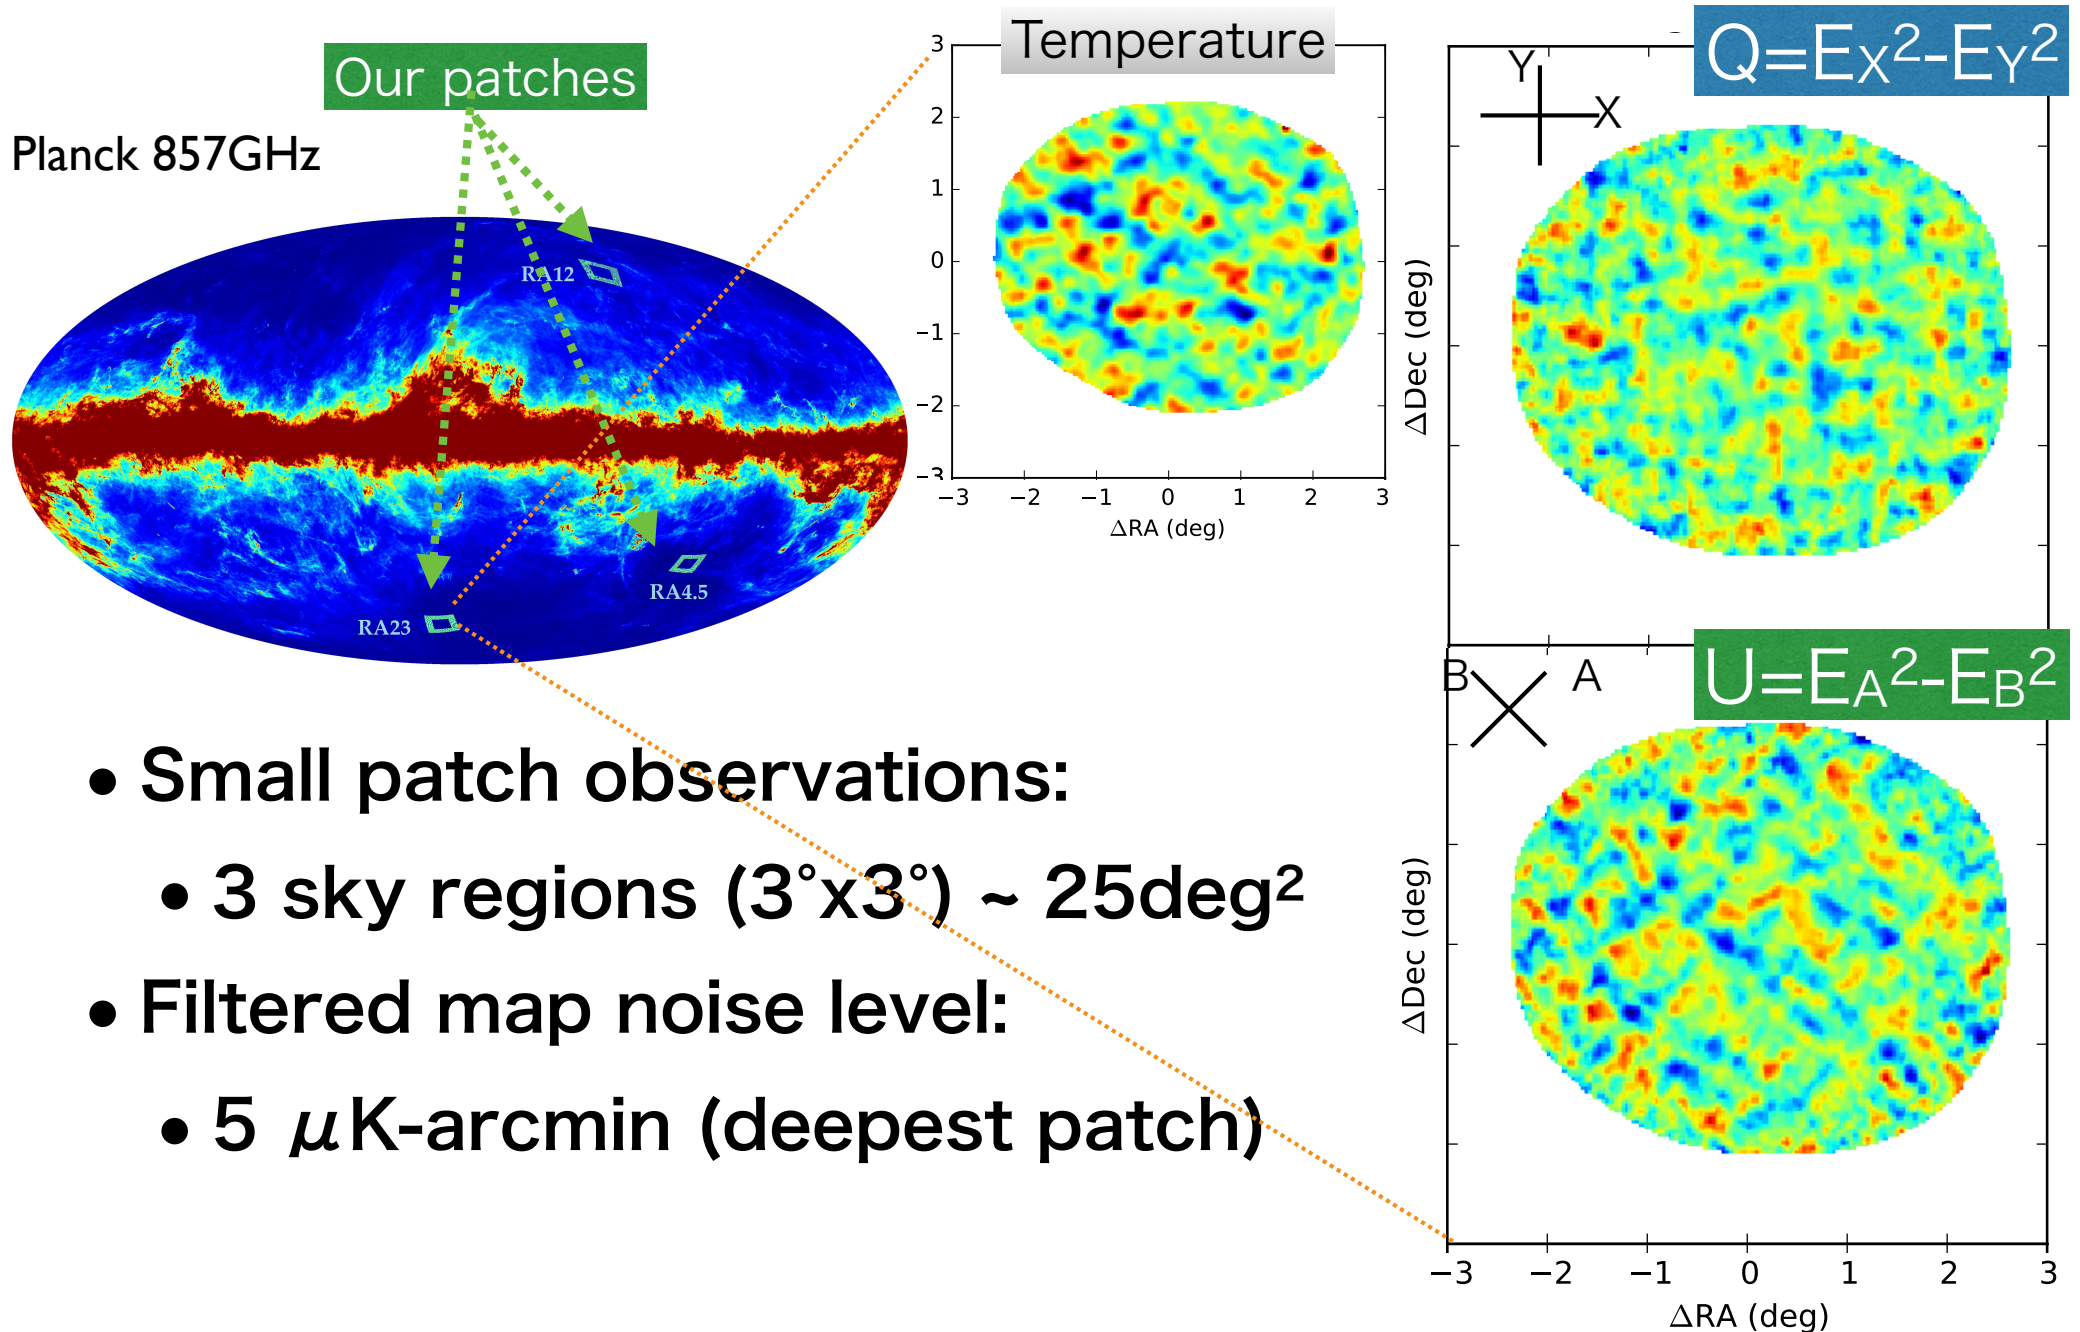 Our patches
Planck 857GHz
RA12
RA4.5
RA23
Temperature
3
2
1
0
−1
−2
−3
−3 −2 −1 0 1 2 3
ΔRA (deg)
Q=EX²-EY²
Y
X
ΔDec (deg)
U=EA²-EB²
B A
ΔDec (deg)
−3 −2 −1 0 1 2 3
ΔRA (deg)
• Small patch observations:
• 3 sky regions (3°x3°) ~ 25deg²
• Filtered map noise level:
• 5 μK-arcmin (deepest patch)